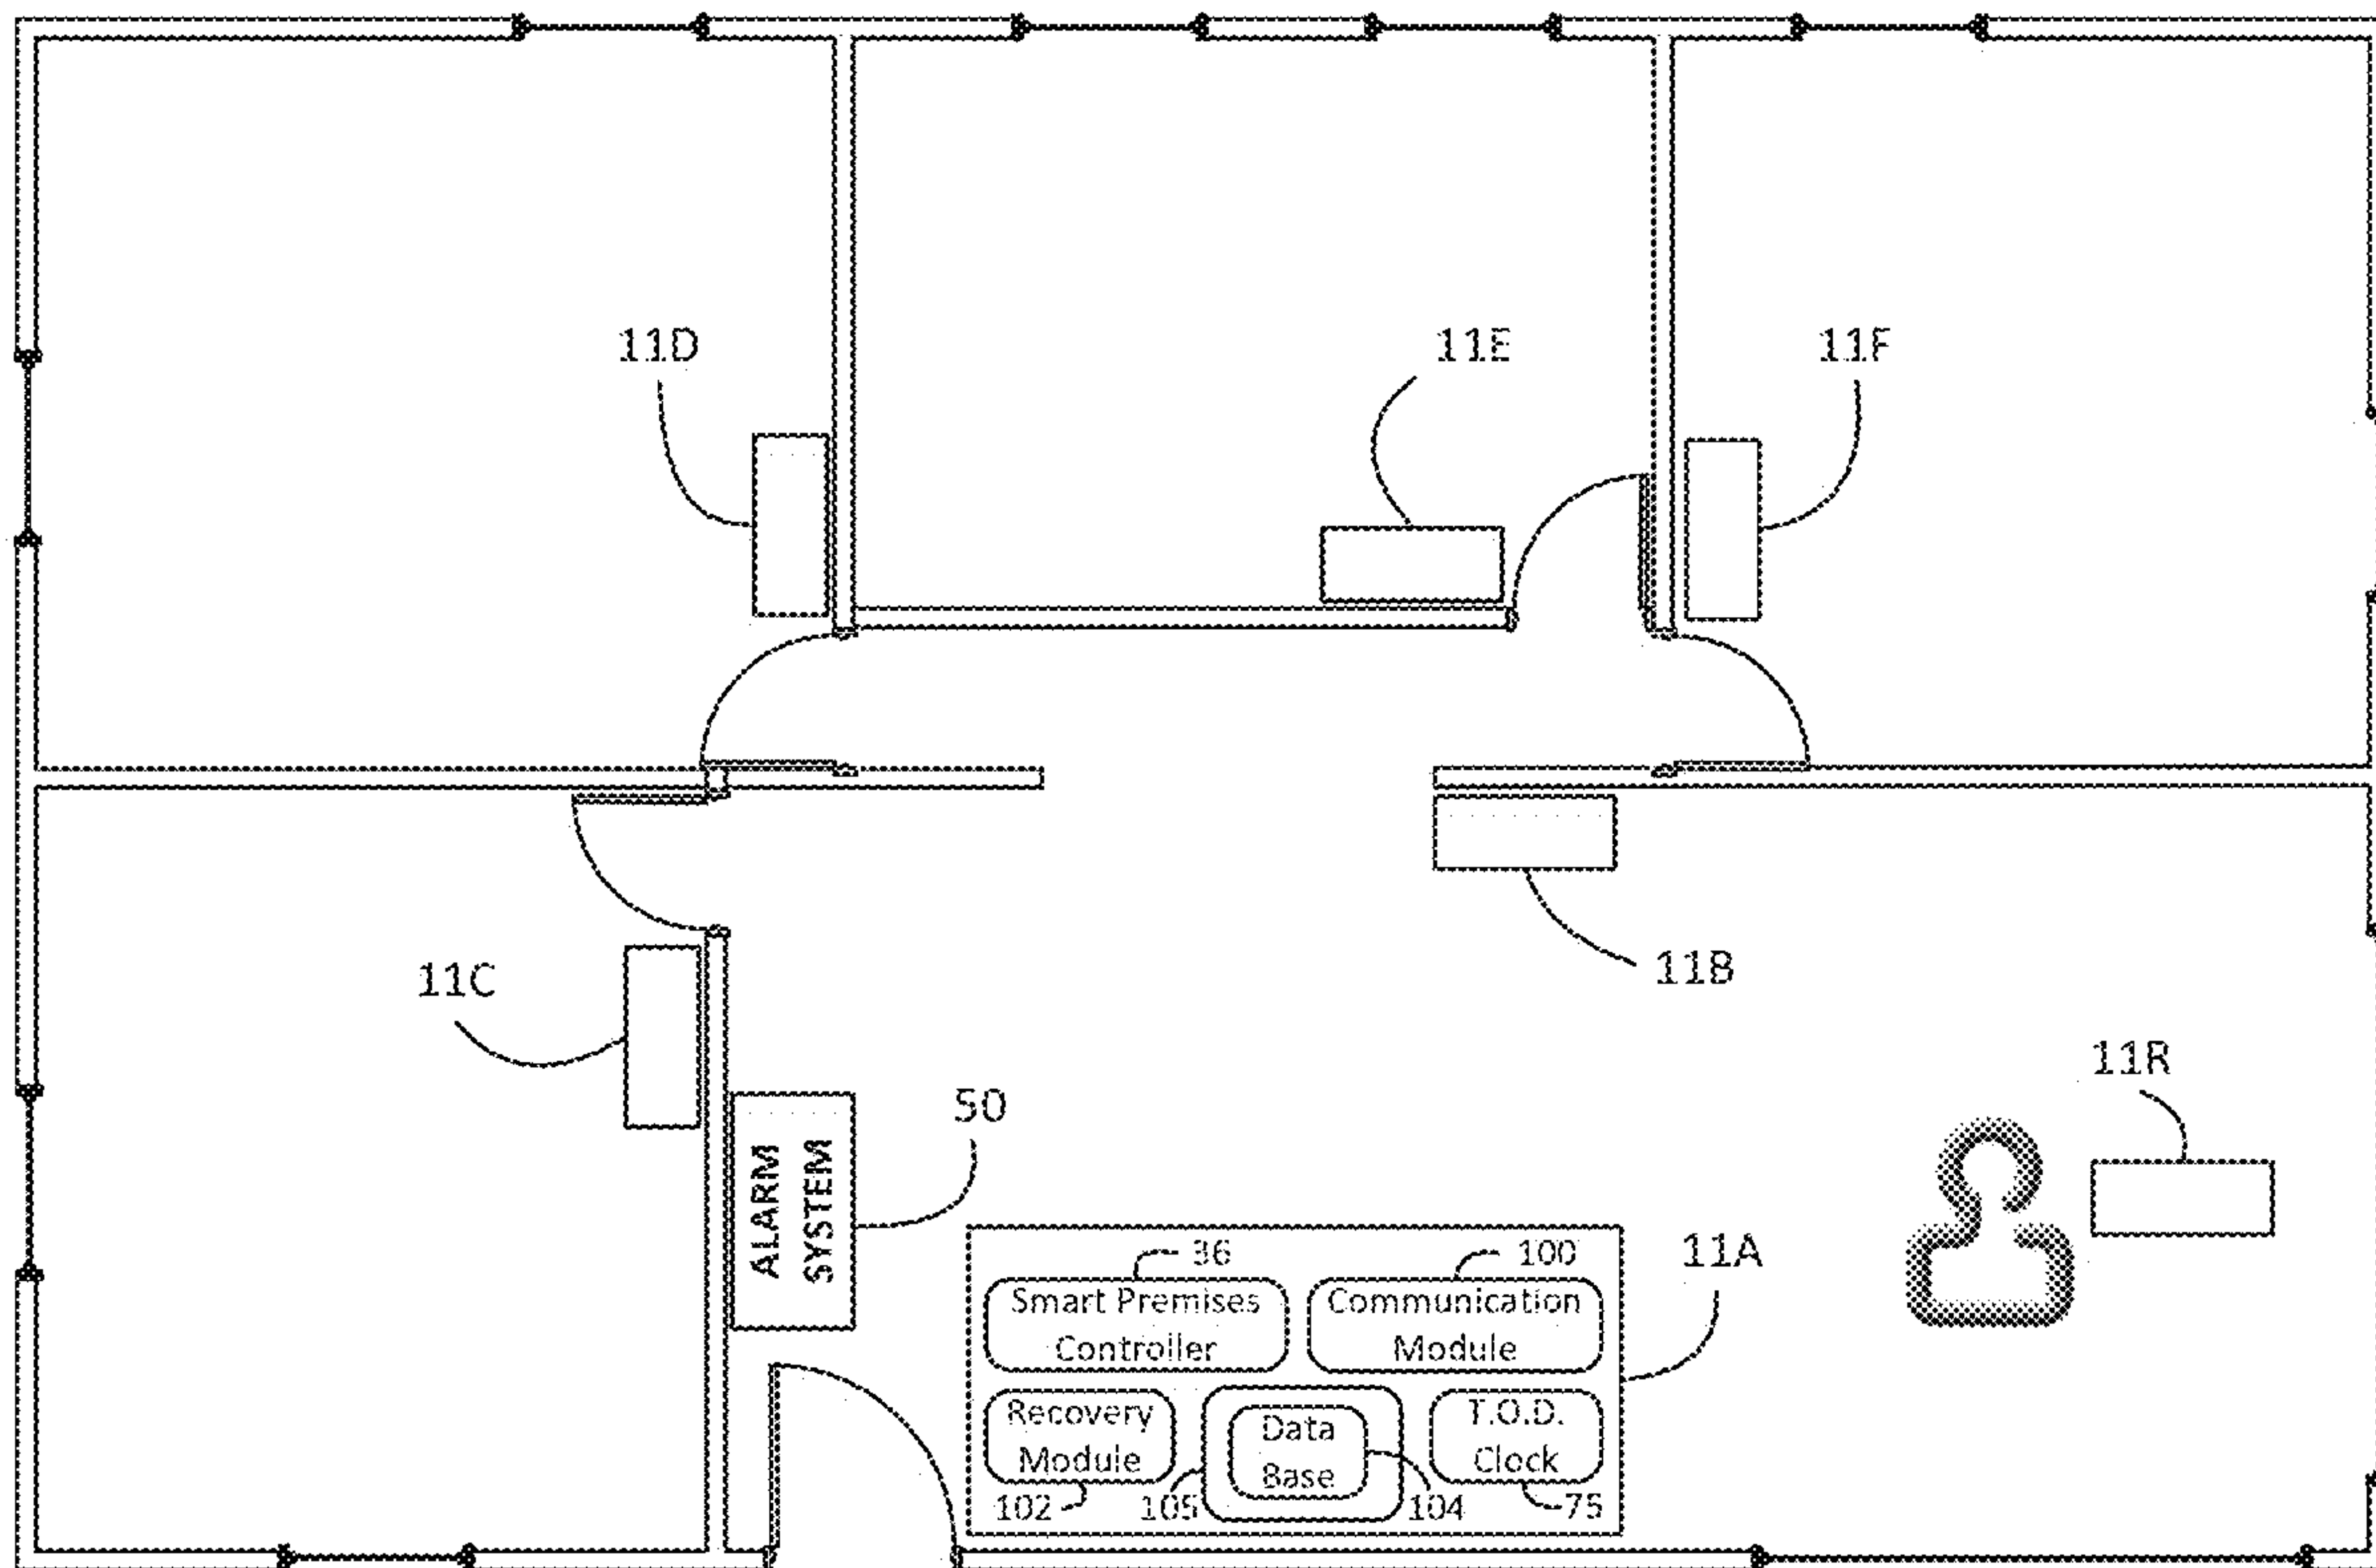 11D
11E
11F
11C
11B
50
ALARM
SYSTEM
11R
11A
36
100
Smart Premises
Controller
Communication
Module
Recovery
Module
Data
Base
T.O.D.
Clock
102
105
104
75